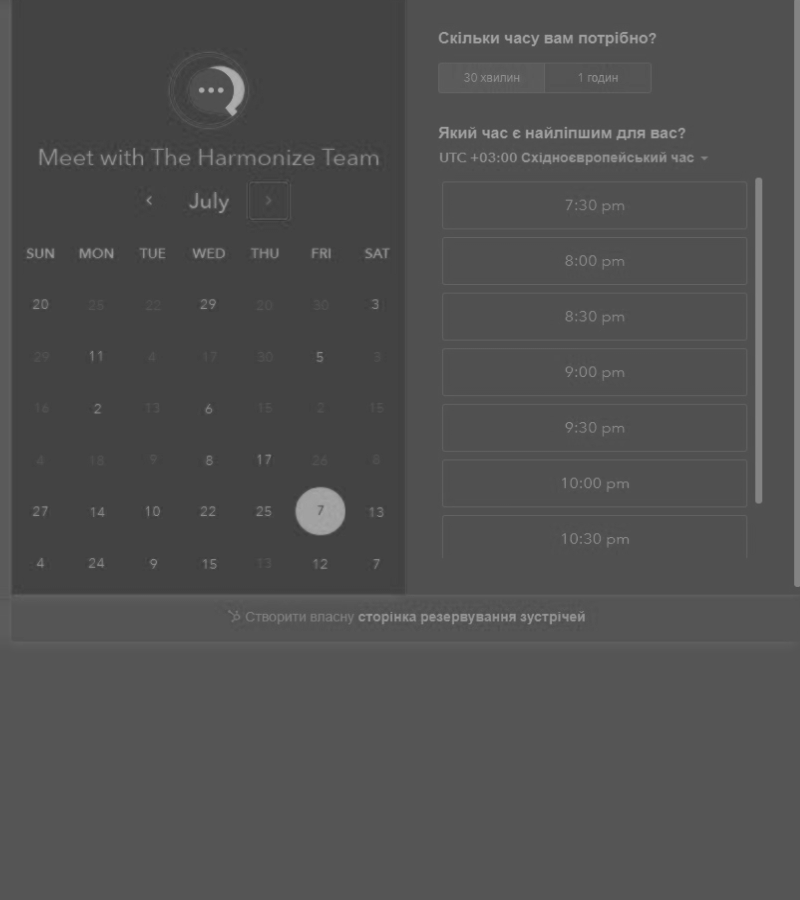 Meet with The Harmonize Team
July
SUN MON TUE WED THU FRI SAT
20 25 22 29 20 30 3
29 11 4 17 30 5 3
16 2 13 6 15 2 15
4 18 9 8 17 26 8
27 14 10 22 25 7 13
4 24 9 15 13 12 7
Скільки часу вам потрібно?
30 хвилин 1 годин
Який час є найліпшим для вас?
UTC +03:00 Східноєвропейський час
7:30 pm
8:00 pm
8:30 pm
9:00 pm
9:30 pm
10:00 pm
10:30 pm
Створити власну сторінка резервування зустрічей